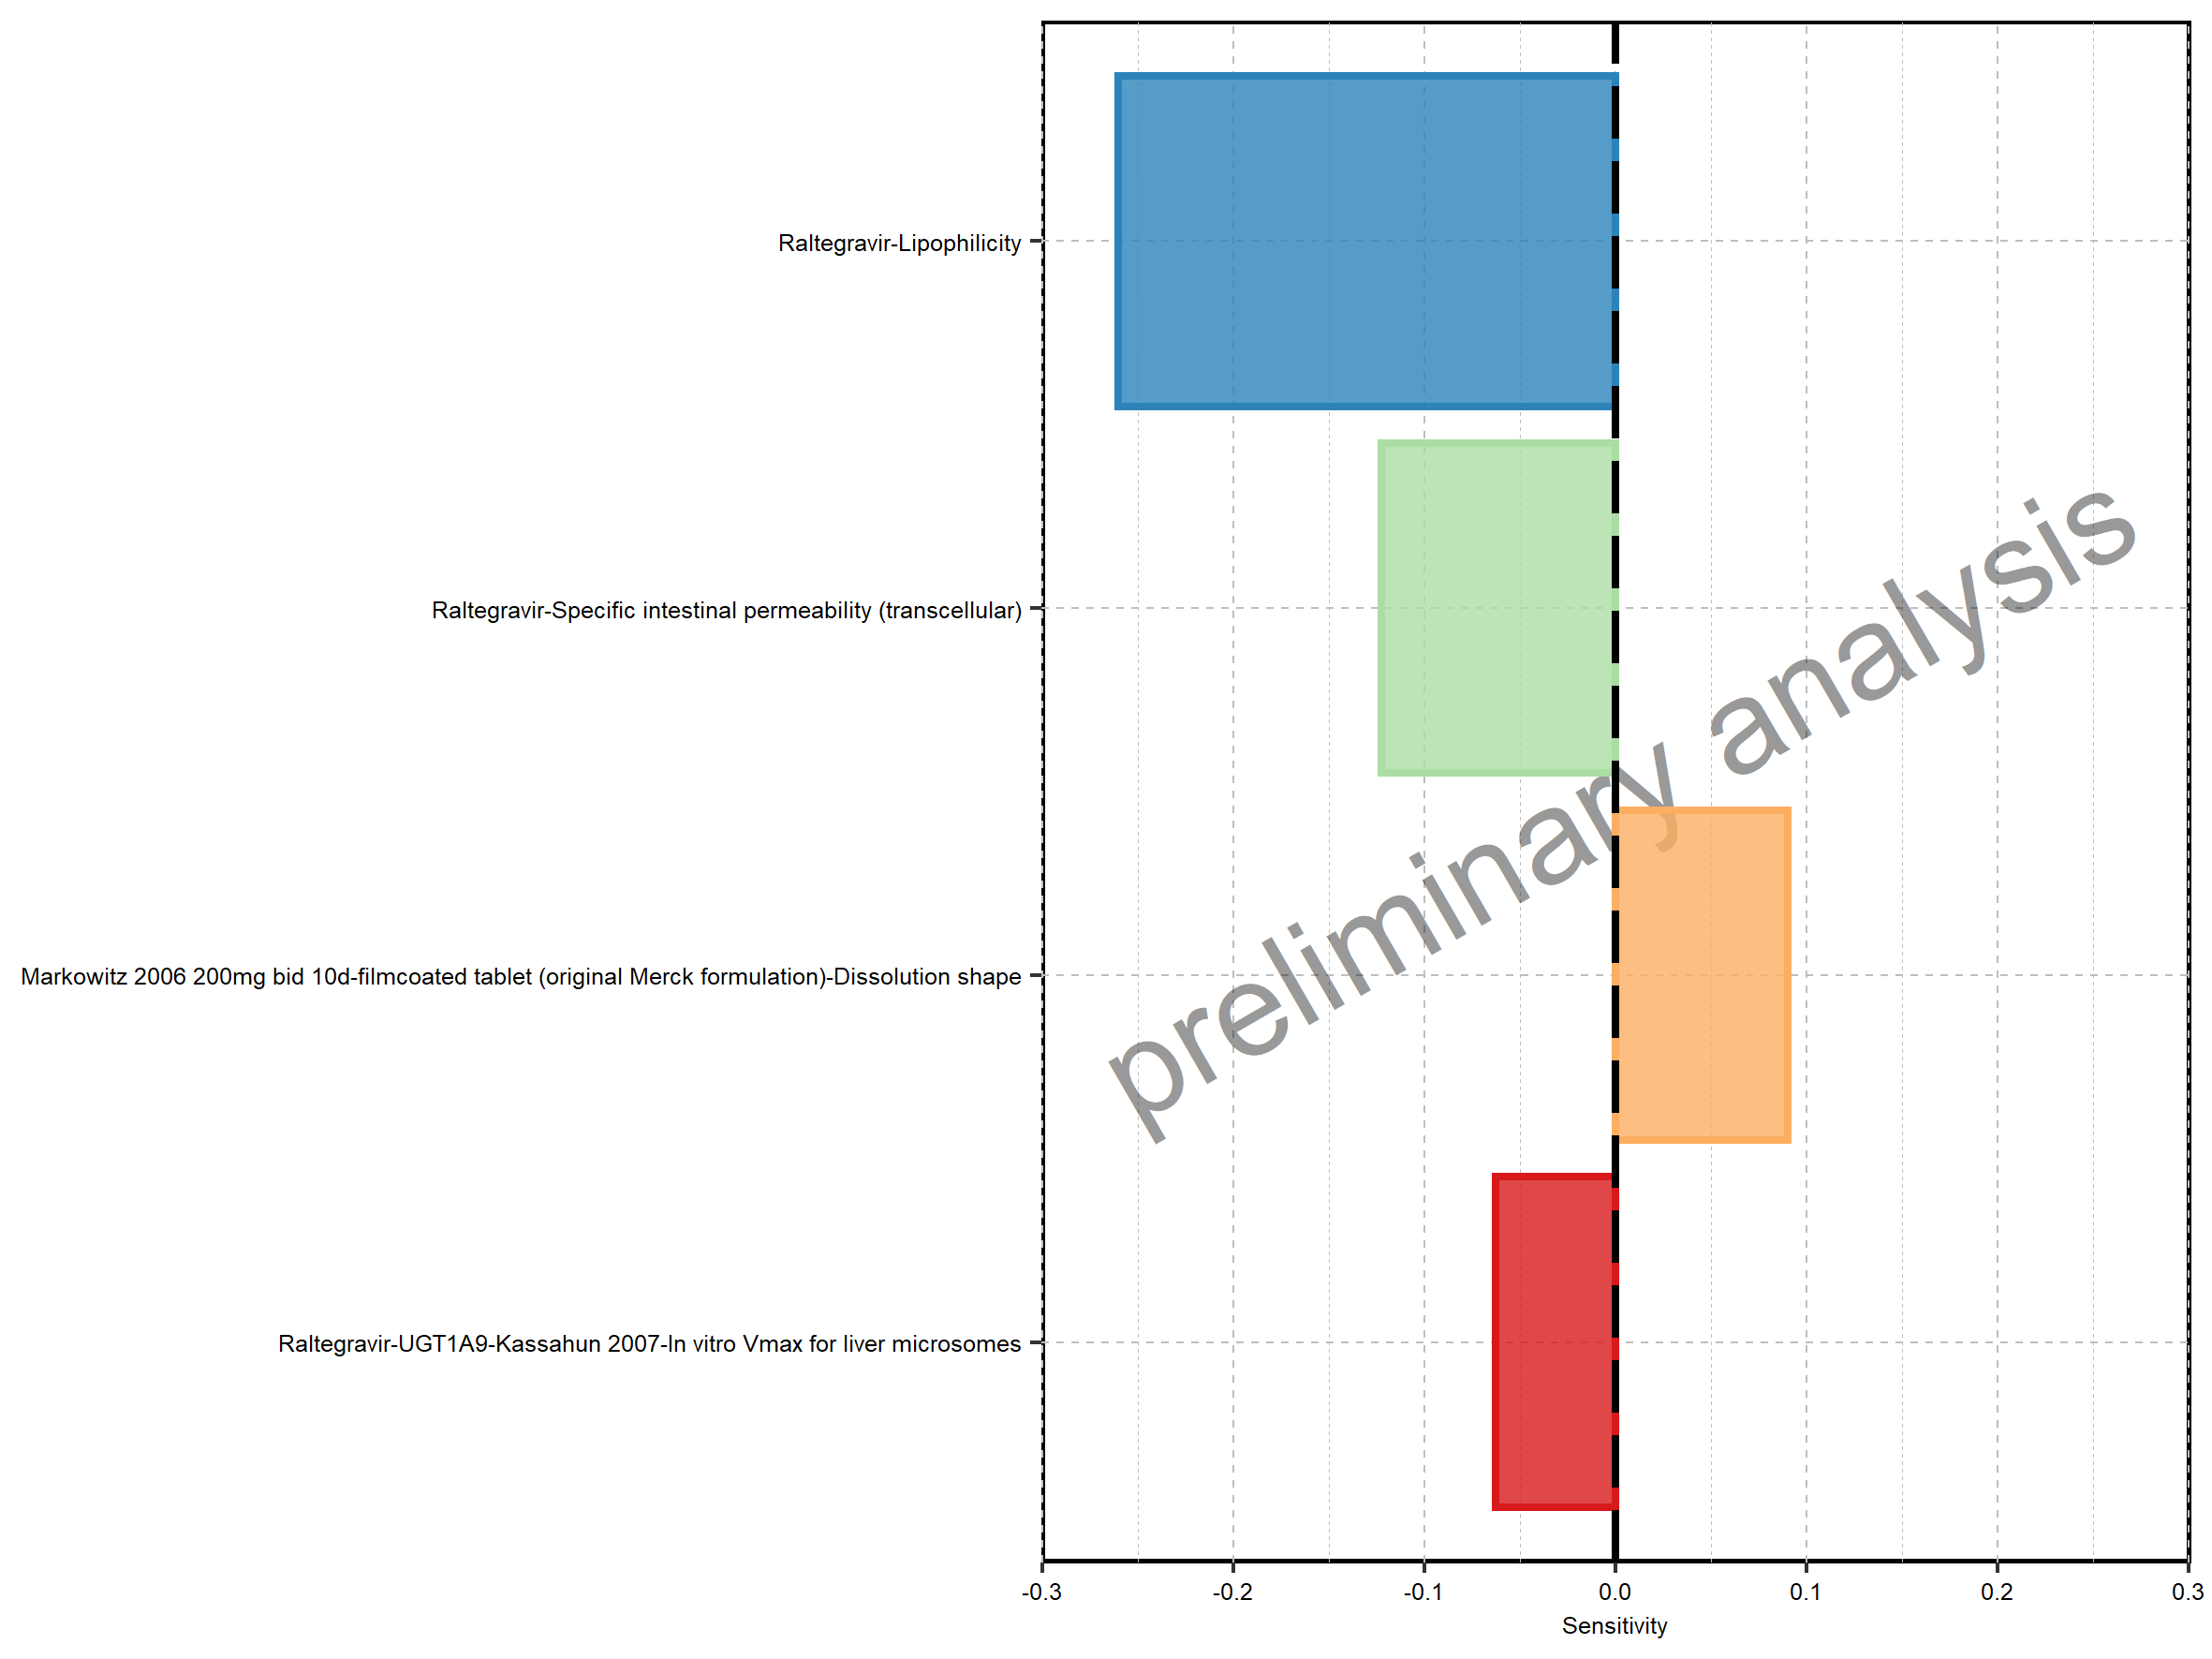 Raltegravir-Lipophilicity
Raltegravir-Specific intestinal permeability (transcellular)
Markowitz 2006 200mg bid 10d-filmcoated tablet (original Merck formulation)-Dissolution shape
Raltegravir-UGT1A9-Kassahun 2007-In vitro Vmax for liver microsomes
preliminary analysis
-0.3 -0.2 -0.1 0.0 0.1 0.2 0.3
Sensitivity